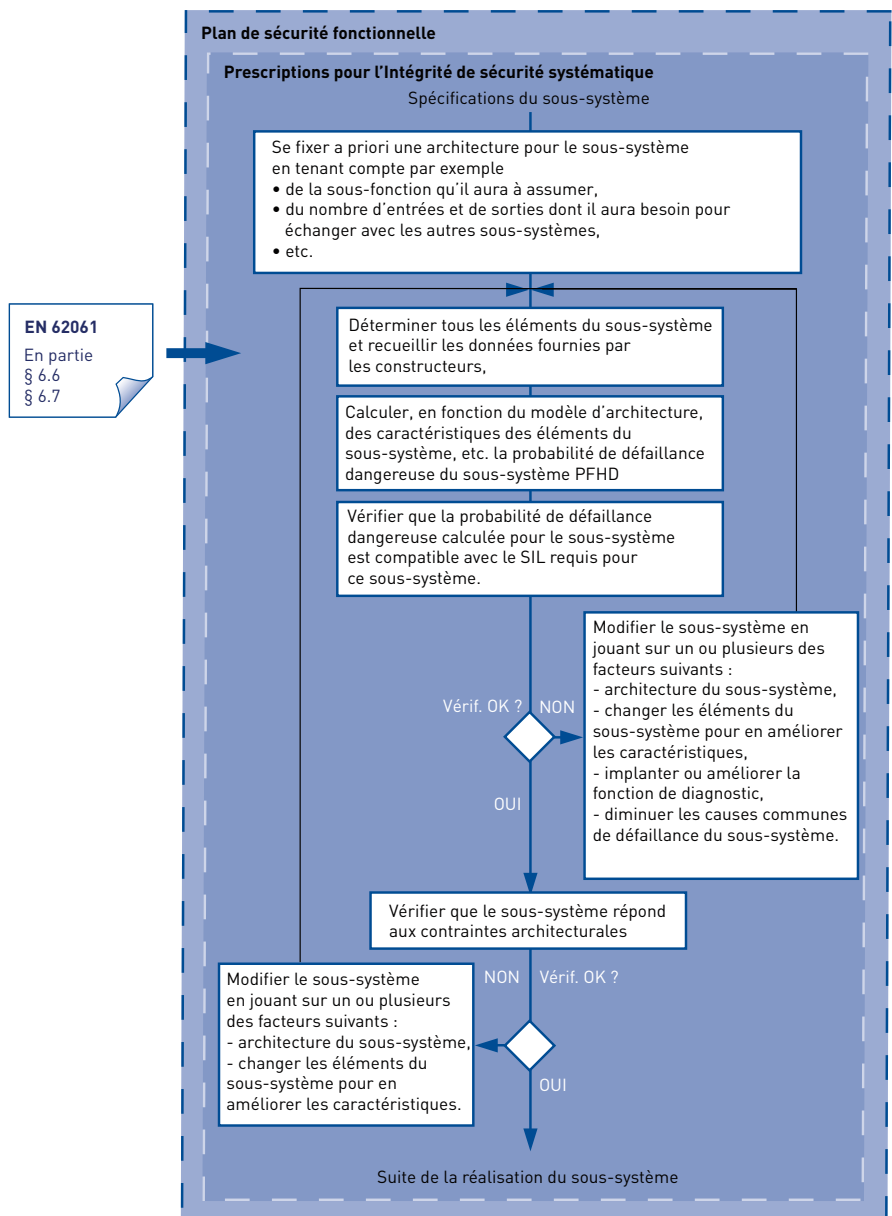 Plan de sécurité fonctionnelle
Prescriptions pour l'Intégrité de sécurité systématique
Spécifications du sous-système
Se fixer a priori une architecture pour le sous-système
en tenant compte par exemple
• de la sous-fonction qu'il aura à assumer,
• du nombre d'entrées et de sorties dont il aura besoin pour
échanger avec les autres sous-systèmes,
• etc.
EN 62061
En partie
§ 6.6
§ 6.7
Déterminer tous les éléments du sous-système
et recueillir les données fournies par
les constructeurs,
Calculer, en fonction du modèle d'architecture,
des caractéristiques des éléments du
sous-système, etc. la probabilité de défaillance
dangereuse du sous-système PFHD
Vérifier que la probabilité de défaillance
dangereuse calculée pour le sous-système
est compatible avec le SIL requis pour
ce sous-système.
Vérif. OK ? NON
OUI
Modifier le sous-système en
jouant sur un ou plusieurs des
facteurs suivants :
- architecture du sous-système,
- changer les éléments du
sous-système pour en améliorer
les caractéristiques,
- implanter ou améliorer la
fonction de diagnostic,
- diminuer les causes communes
de défaillance du sous-système.
Vérifier que le sous-système répond
aux contraintes architecturales
NON Vérif. OK ?
Modifier le sous-système
en jouant sur un ou plusieurs
des facteurs suivants :
- architecture du sous-système,
- changer les éléments du
sous-système pour en
améliorer les caractéristiques.
OUI
Suite de la réalisation du sous-système